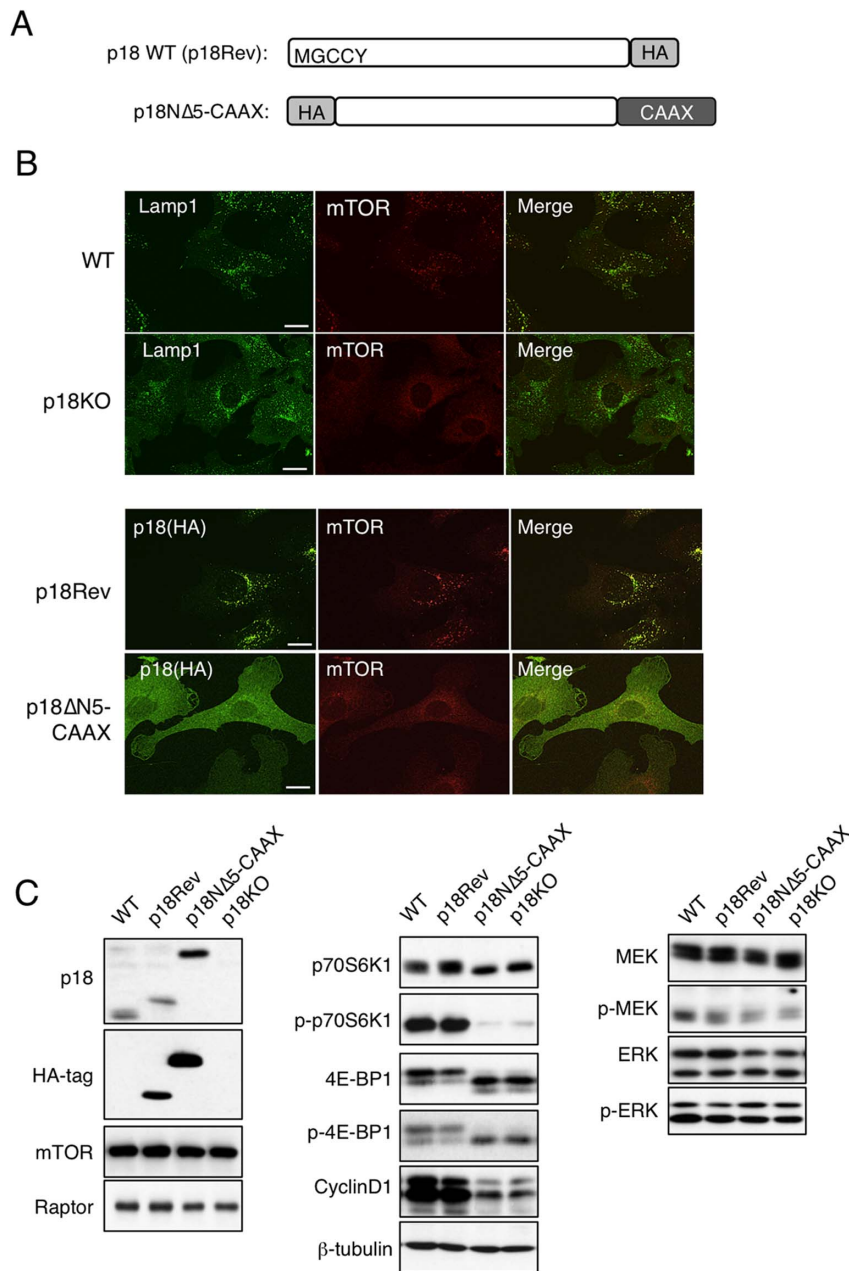 A
p18 WT (p18Rev): MGCCY HA
p18NΔ5-CAAX: HA CAAX
B
Lamp1 mTOR Merge
WT
Lamp1 mTOR Merge
p18KO
p18(HA) mTOR Merge
p18Rev
p18(HA) mTOR Merge
p18ΔN5-
CAAX
C
WT p18Rev p18NΔ5-CAAX p18KO
p18
HA-tag
mTOR
Raptor
WT p18Rev p18NΔ5-CAAX p18KO
p70S6K1
p-p70S6K1
4E-BP1
p-4E-BP1
CyclinD1
β-tubulin
WT p18Rev p18NΔ5-CAAX p18KO
MEK
p-MEK
ERK
p-ERK